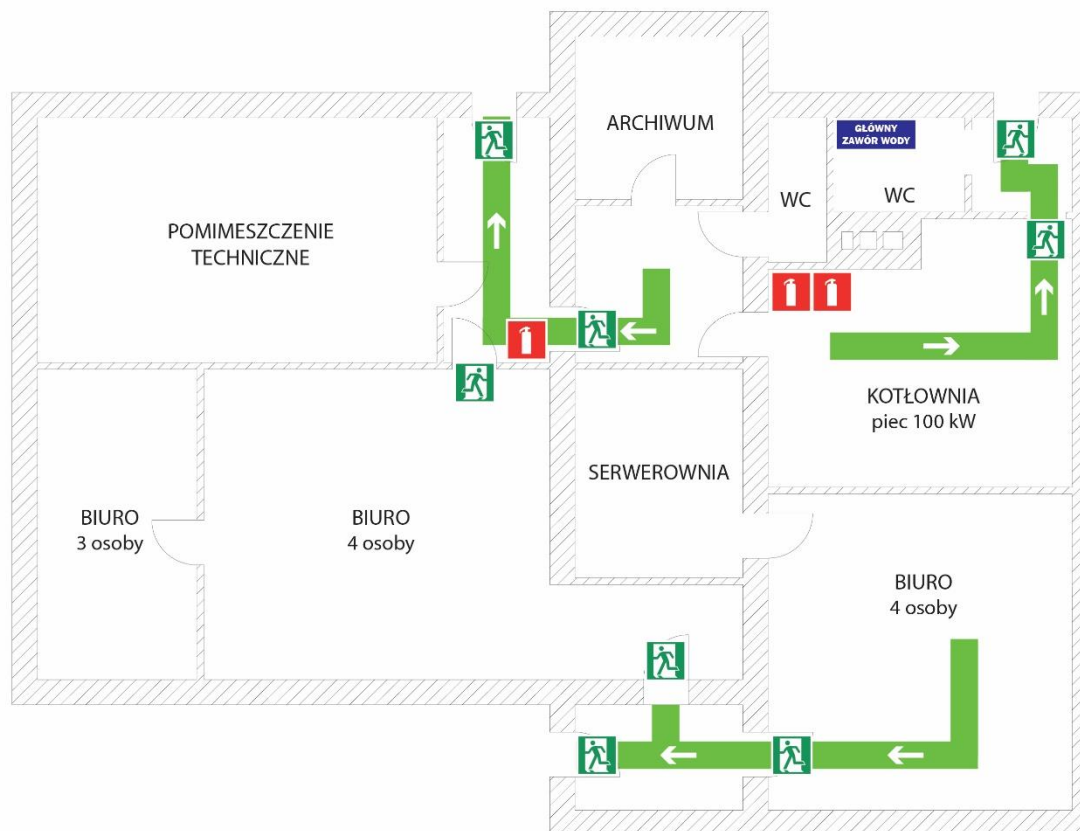 ARCHIWUM
GŁÓWNY
ZAWÓR WODY
WC
WC
POMIMESZCZENIE
TECHNICZNE
KOTŁOWNIA
piec 100 kW
SERWEROWNIA
BIURO
3 osoby
BIURO
4 osoby
BIURO
4 osoby